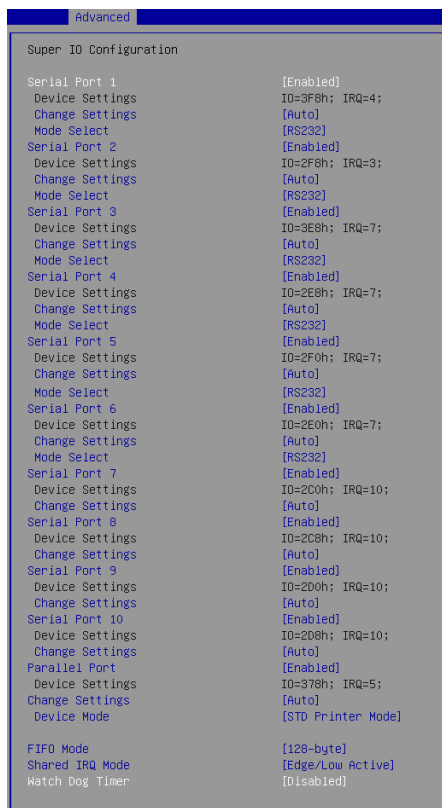 Advanced
Super IO Configuration
Serial Port 1 [Enabled]
Device Settings IO=3F8h; IRQ=4;
Change Settings [Auto]
Mode Select [RS232]
Serial Port 2 [Enabled]
Device Settings IO=2F8h; IRQ=3;
Change Settings [Auto]
Mode Select [RS232]
Serial Port 3 [Enabled]
Device Settings IO=3E8h; IRQ=7;
Change Settings [Auto]
Mode Select [RS232]
Serial Port 4 [Enabled]
Device Settings IO=2E8h; IRQ=7;
Change Settings [Auto]
Mode Select [RS232]
Serial Port 5 [Enabled]
Device Settings IO=2F0h; IRQ=7;
Change Settings [Auto]
Mode Select [RS232]
Serial Port 6 [Enabled]
Device Settings IO=2E0h; IRQ=7;
Change Settings [Auto]
Mode Select [RS232]
Serial Port 7 [Enabled]
Device Settings IO=2C0h; IRQ=10;
Change Settings [Auto]
Serial Port 8 [Enabled]
Device Settings IO=2C8h; IRQ=10;
Change Settings [Auto]
Serial Port 9 [Enabled]
Device Settings IO=2D0h; IRQ=10;
Change Settings [Auto]
Serial Port 10 [Enabled]
Device Settings IO=2D8h; IRQ=10;
Change Settings [Auto]
Parallel Port [Enabled]
Device Settings IO=378h; IRQ=5;
Change Settings [Auto]
Device Mode [STD Printer Mode]
FIFO Mode [128-byte]
Shared IRQ Mode [Edge/Low Active]
Watch Dog Timer [Disabled]